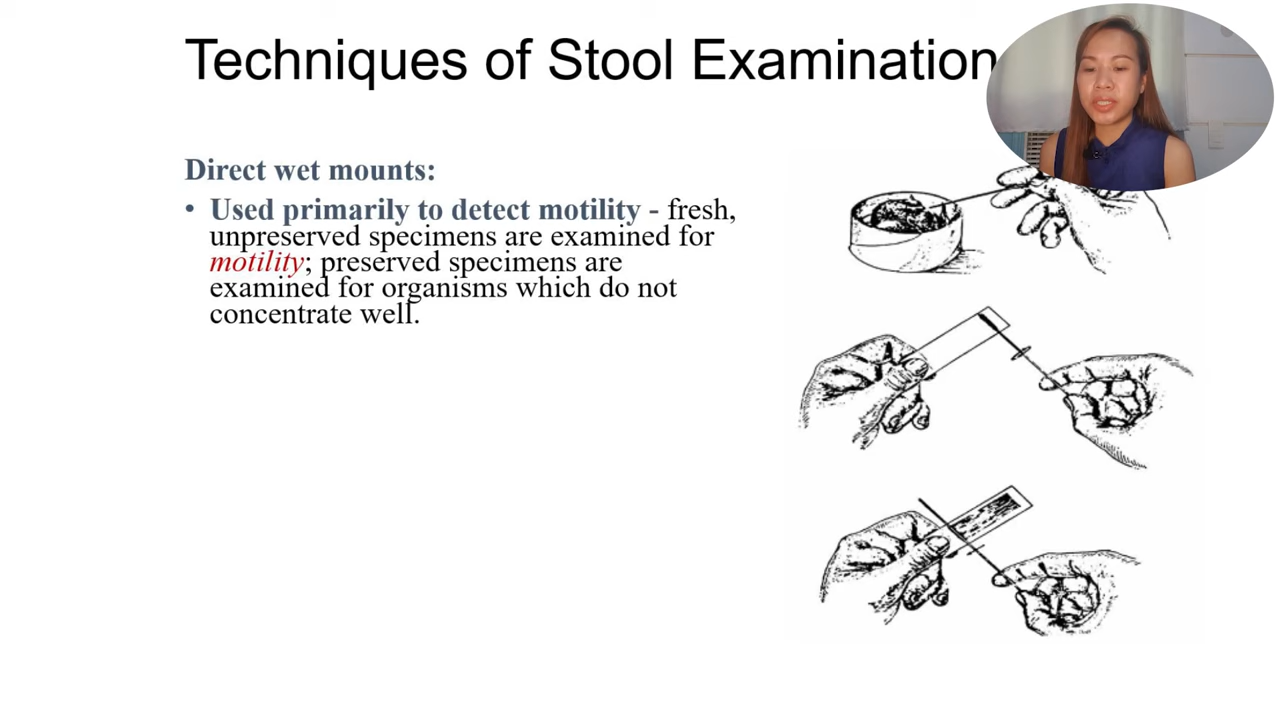 Techniques of Stool Examination
Direct wet mounts:
• Used primarily to detect motility - fresh,
unpreserved specimens are examined for
motility; preserved specimens are
examined for organisms which do not
concentrate well.